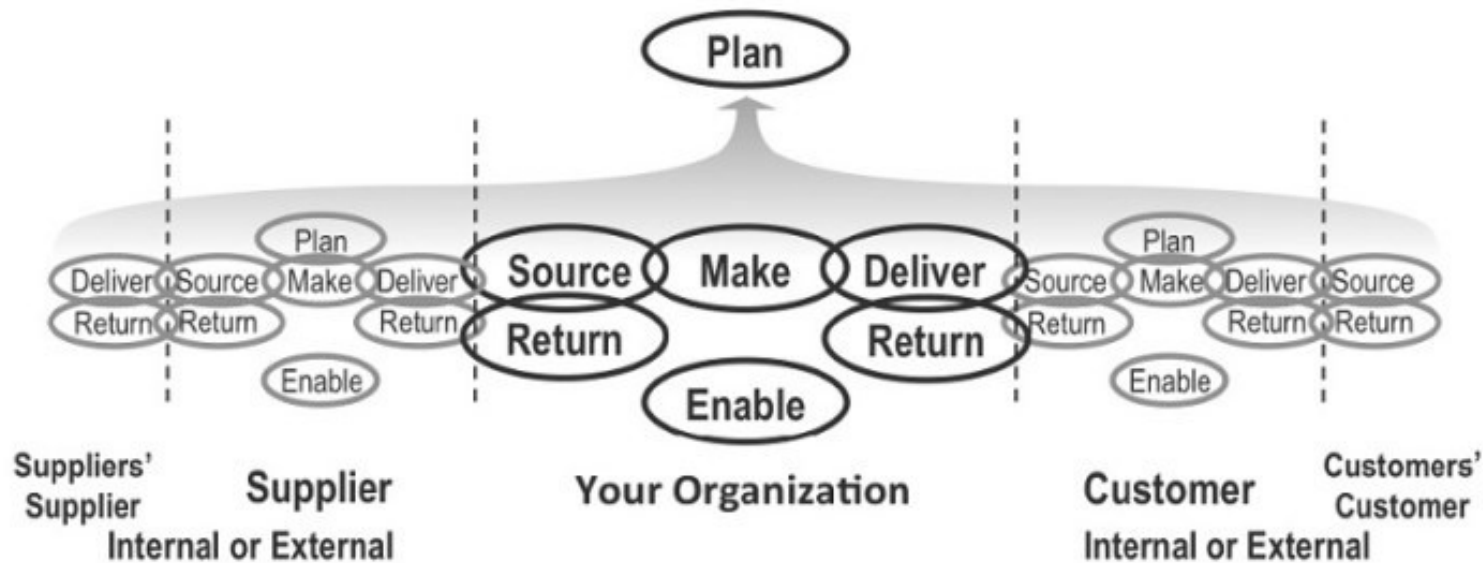 Plan
Plan
Plan
Deliver Source Make Deliver Source Make Deliver Source Make Deliver Source
Return Return Return Return Return Return Return Return
Enable Enable Enable
Suppliers' Supplier
Supplier
Your Organization
Customer
Customers' Customer
Internal or External
Internal or External